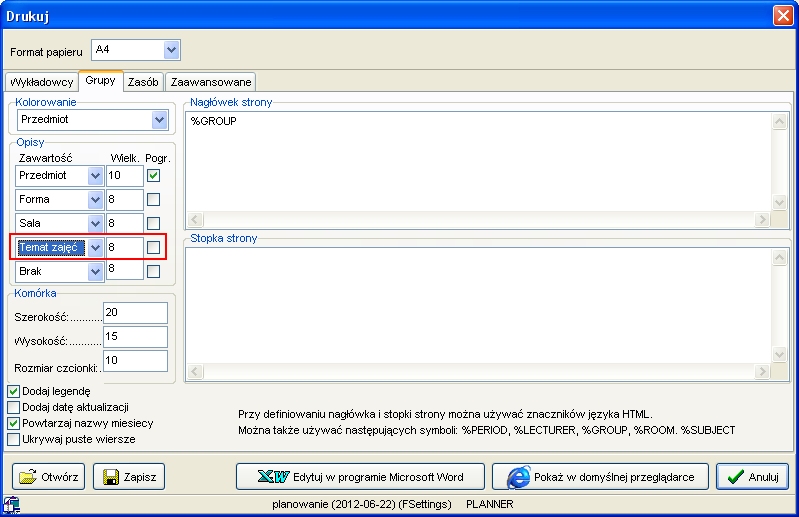 Drukuj
Format papieru A4
Wykładowcy Grupy Zasób Zaawansowane
Kolorowanie
Przedmiot
Opisy
Zawartość Wielk. Pogr.
Przedmiot 10
Forma 8
Sala 8
Temat zajęć 8
Brak 8
Komórka
Szerokość:........... 20
Wysokość:........... 15
Rozmiar czcionki:. 10
Dodaj legendę
Dodaj datę aktualizacji
Powtarzaj nazwy miesiecy
Ukrywaj puste wiersze
Nagłówek strony
%GROUP
Stopka strony
Przy definiowaniu nagłówka i stopki strony można używać znaczników języka HTML.
Można także używać następujących symboli: %PERIOD, %LECTURER, %GROUP, %ROOM. %SUBJECT
Otwórz Zapisz Edytuj w programie Microsoft Word Pokaż w domyślnej przeglądarce Anuluj
planowanie (2012-06-22) (FSettings) PLANNER